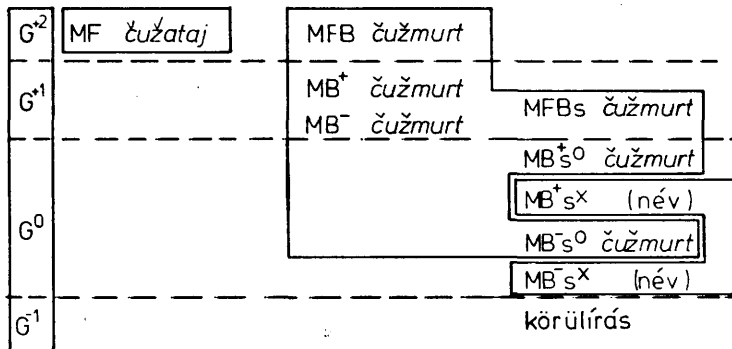 G⁺² MF čužataj MFB čužmurt
G⁺¹ MB⁺ čužmurt
MFBs čužmurt
MB⁻ čužmurt
G⁰ MB⁺s⁰ čužmurt
MB⁺sˣ (név)
MB⁻s⁰ čužmurt
MB⁻sˣ (név)
G⁻¹ körülírás